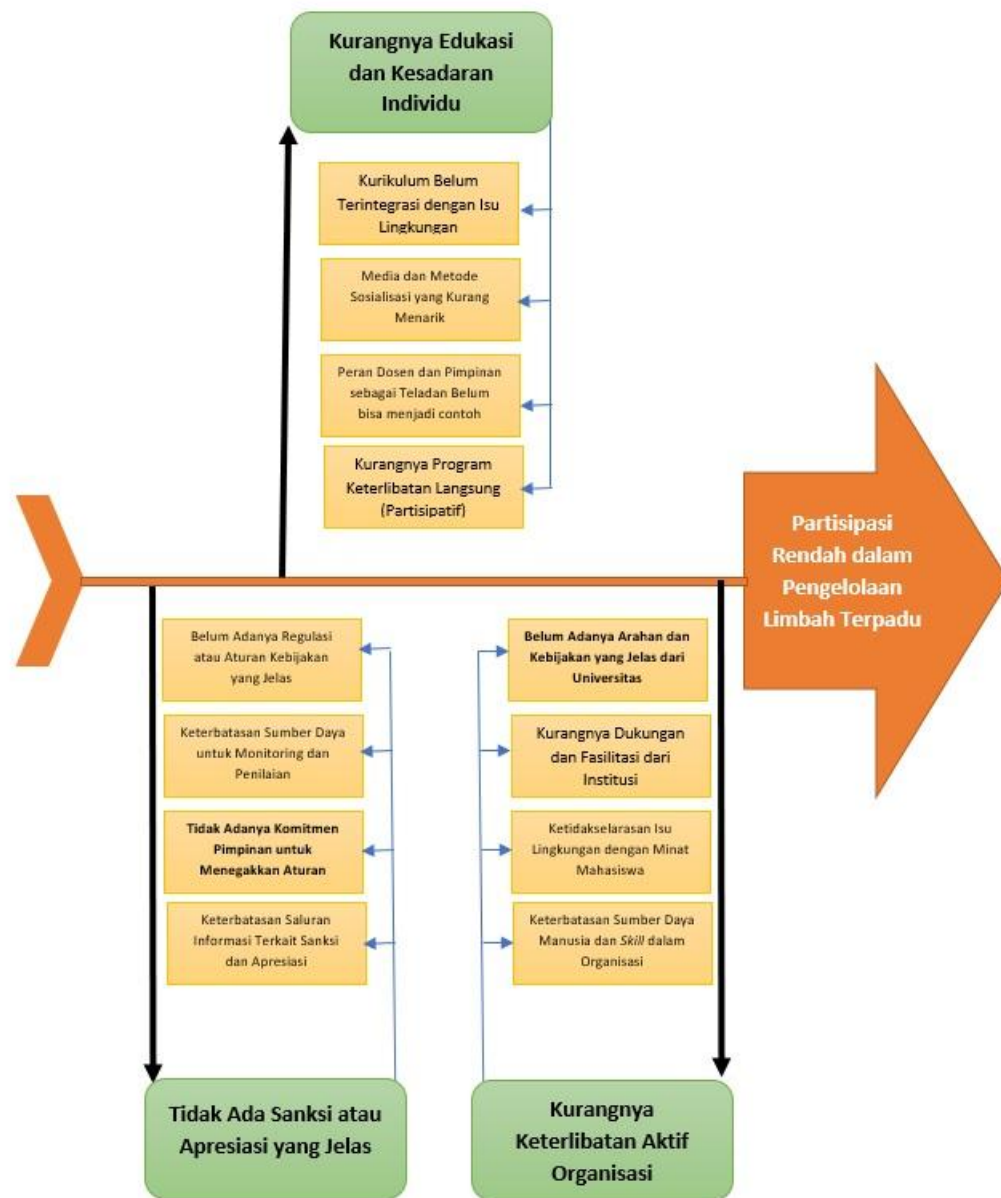 Kurangnya Edukasi
dan Kesadaran
Individu
Kurikulum Belum
Terintegrasi dengan Isu
Lingkungan
Media dan Metode
Sosialisasi yang Kurang
Menarik
Peran Dosen dan Pimpinan
sebagai Teladan Belum
bisa menjadi contoh
Kurangnya Program
Keterlibatan Langsung
(Partisipatif)
Partisipasi
Rendah dalam
Pengelolaan
Limbah Terpadu
Belum Adanya Regulasi
atau Aturan Kebijakan
yang Jelas
Keterbatasan Sumber Daya
untuk Monitoring dan
Penilaian
Tidak Adanya Komitmen
Pimpinan untuk
Menegakkan Aturan
Keterbatasan Saluran
Informasi Terkait Sanksi
dan Apresiasi
Belum Adanya Arahan dan
Kebijakan yang Jelas dari
Universitas
Kurangnya Dukungan
dan Fasilitasi dari
Institusi
Ketidakselarasan Isu
Lingkungan dengan Minat
Mahasiswa
Keterbatasan Sumber Daya
Manusia dan Skill dalam
Organisasi
Tidak Ada Sanksi atau
Apresiasi yang Jelas
Kurangnya
Keterlibatan Aktif
Organisasi